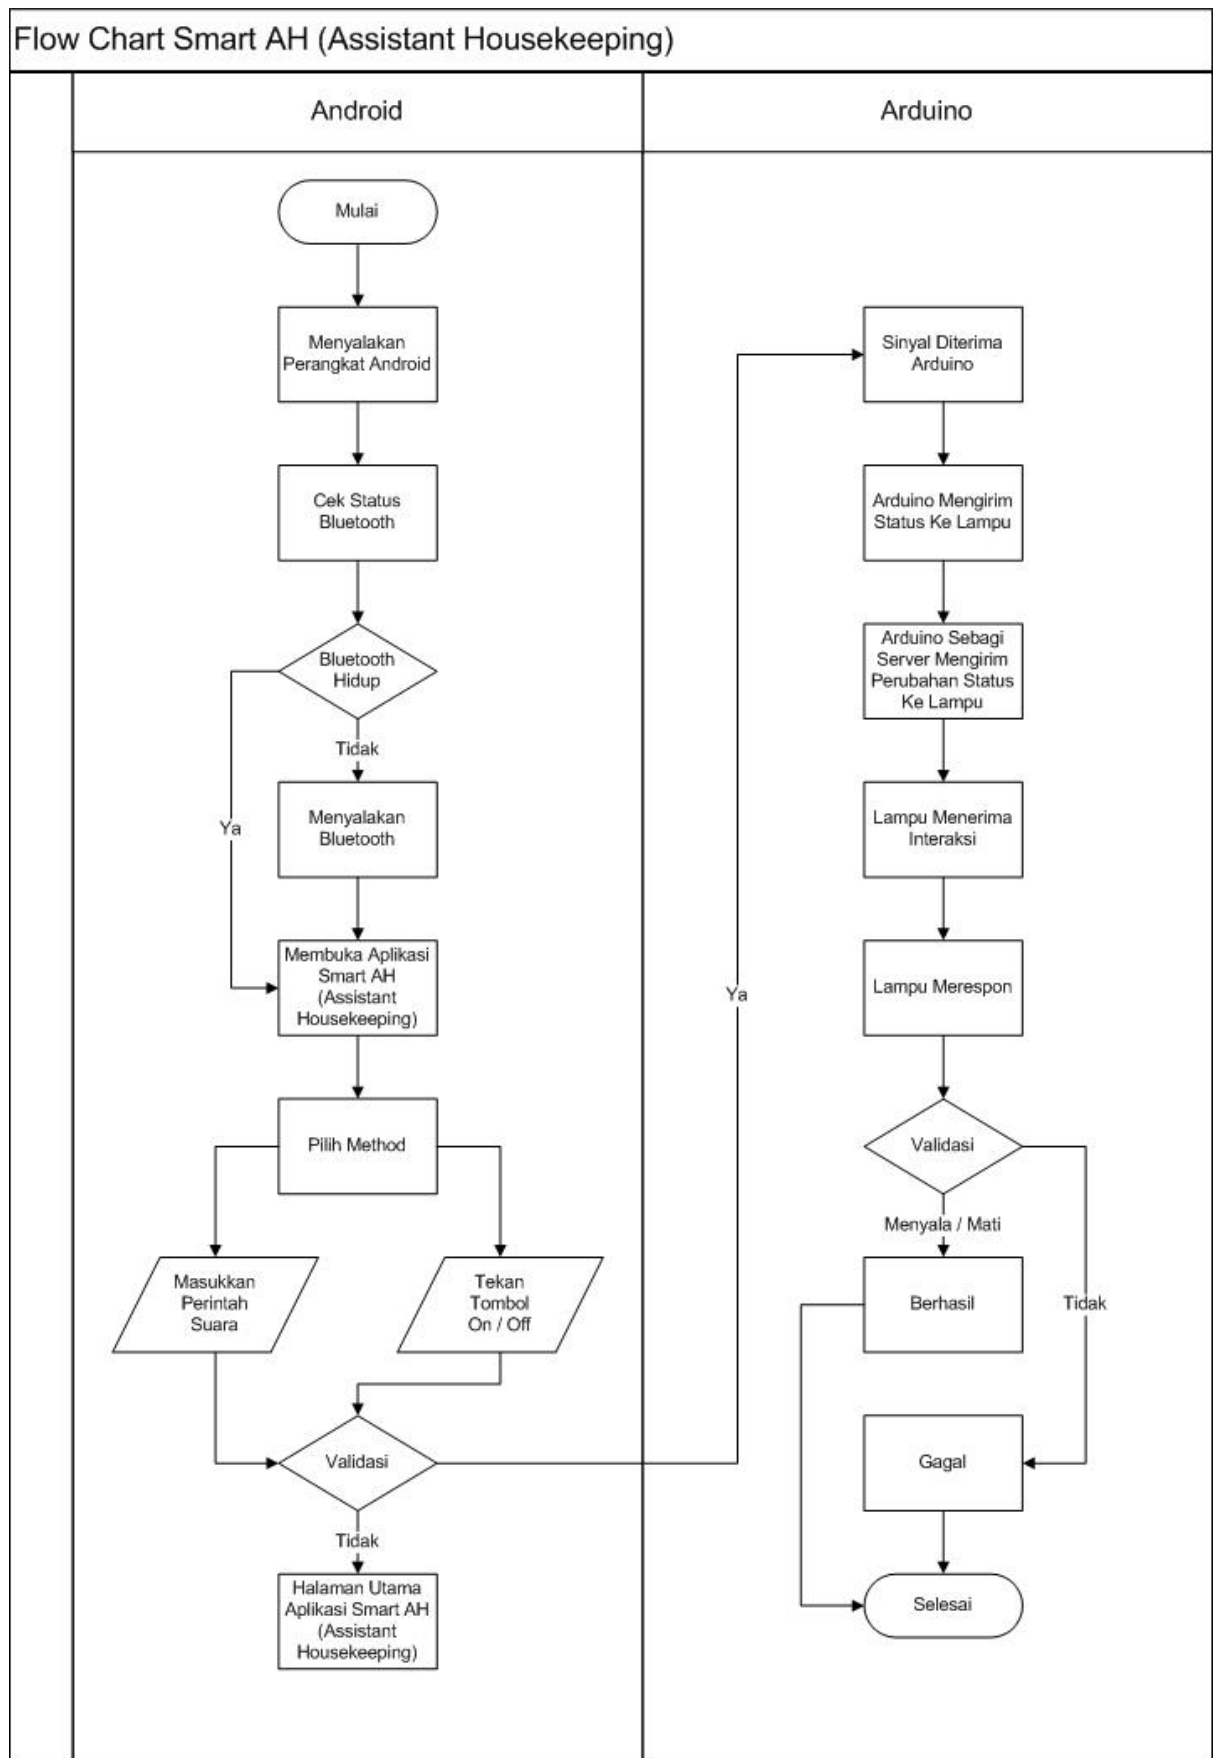 Flow Chart Smart AH (Assistant Housekeeping)
Android
Arduino
Mulai
Menyalakan
Perangkat Android
Cek Status
Bluetooth
Bluetooth
Hidup
Tidak
Ya
Menyalakan
Bluetooth
Membuka Aplikasi
Smart AH
(Assistant
Housekeeping)
Pilih Method
Masukkan
Perintah
Suara
Tekan
Tombol
On / Off
Validasi
Tidak
Halaman Utama
Aplikasi Smart AH
(Assistant
Housekeeping)
Ya
Sinyal Diterima
Arduino
Arduino Mengirim
Status Ke Lampu
Arduino Sebagi
Server Mengirim
Perubahan Status
Ke Lampu
Lampu Menerima
Interaksi
Lampu Merespon
Validasi
Menyala / Mati
Berhasil
Tidak
Gagal
Selesai